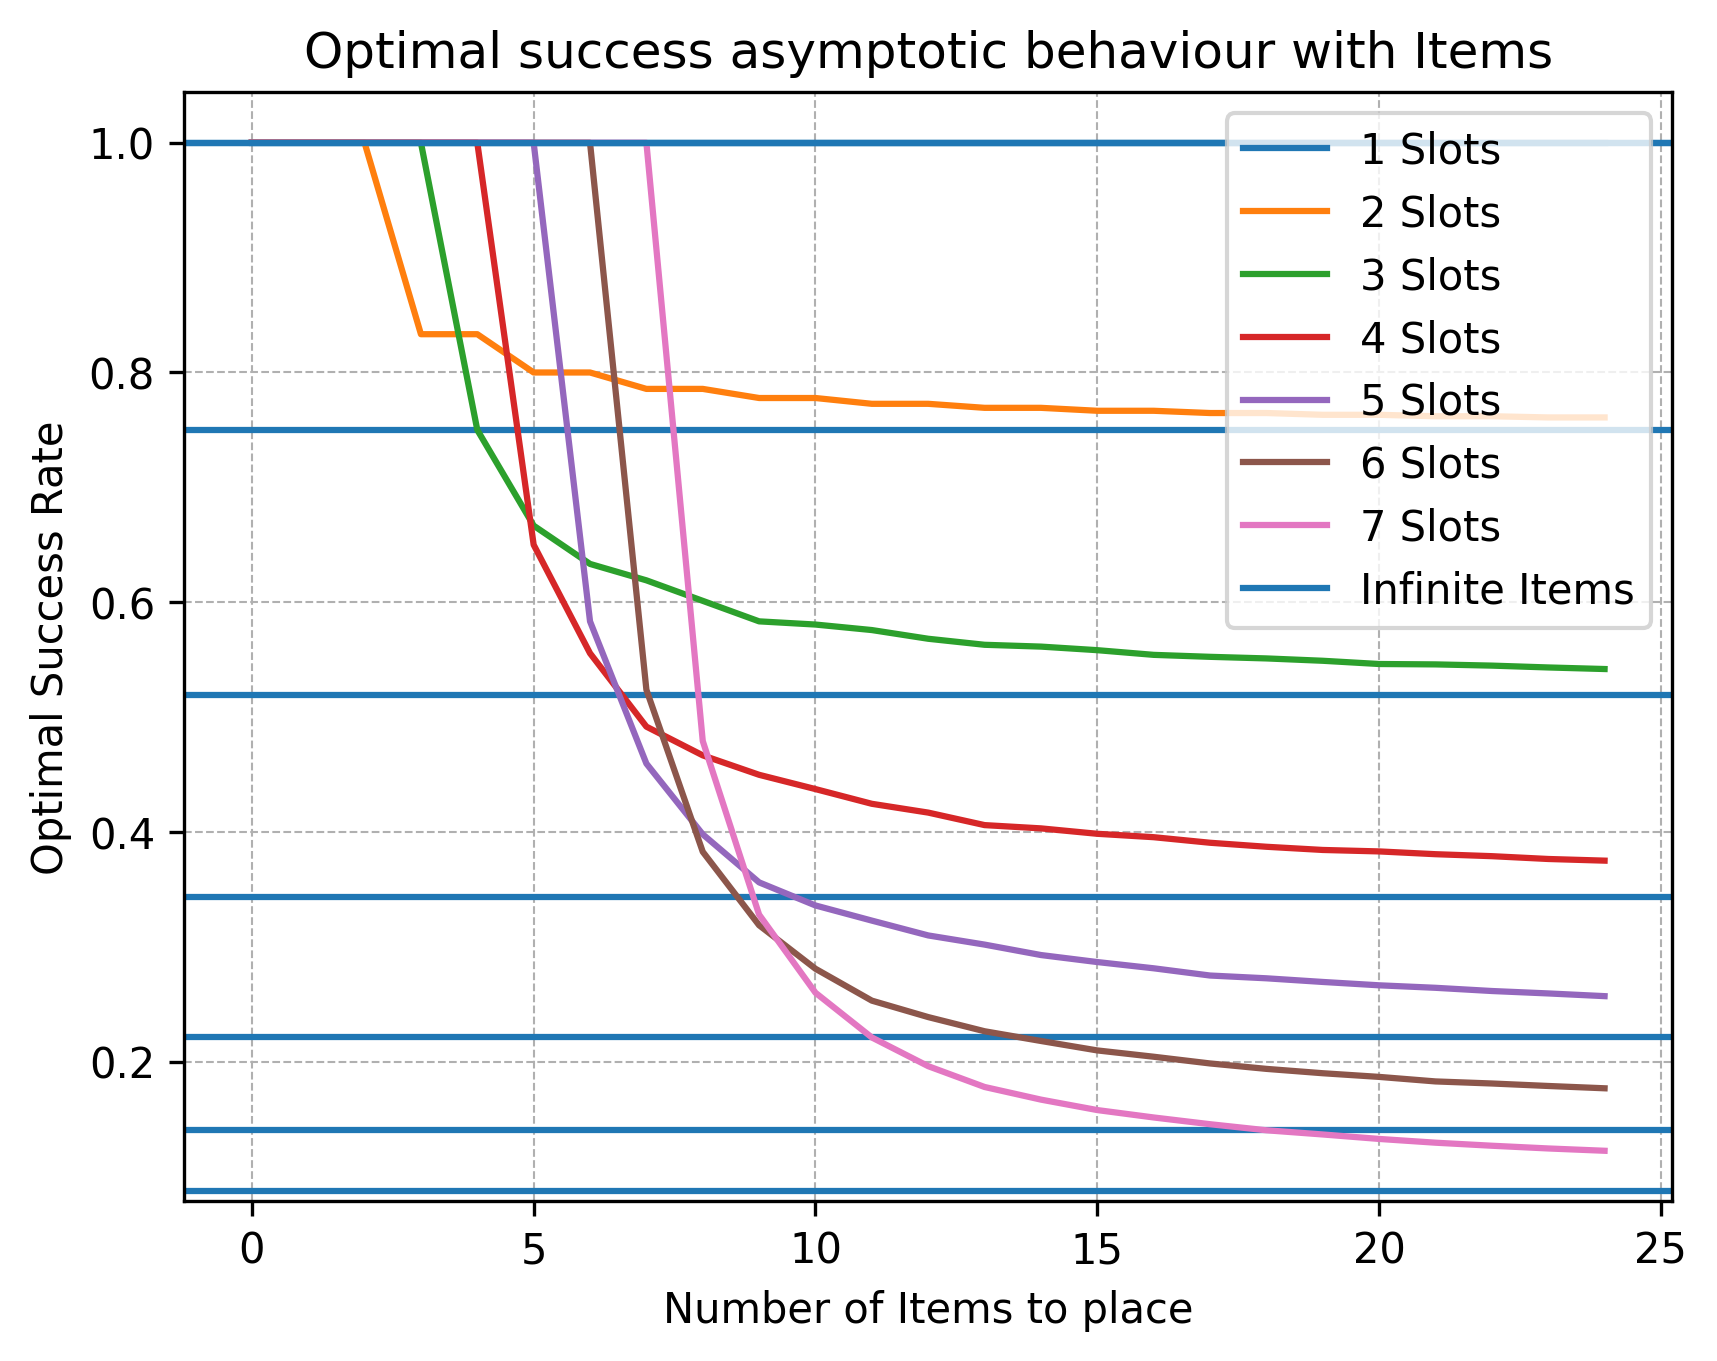 Optimal success asymptotic behaviour with Items
Optimal Success Rate
1.0
0.8
0.6
0.4
0.2
1 Slots
2 Slots
3 Slots
4 Slots
5 Slots
6 Slots
7 Slots
Infinite Items
0 5 10 15 20 25
Number of Items to place